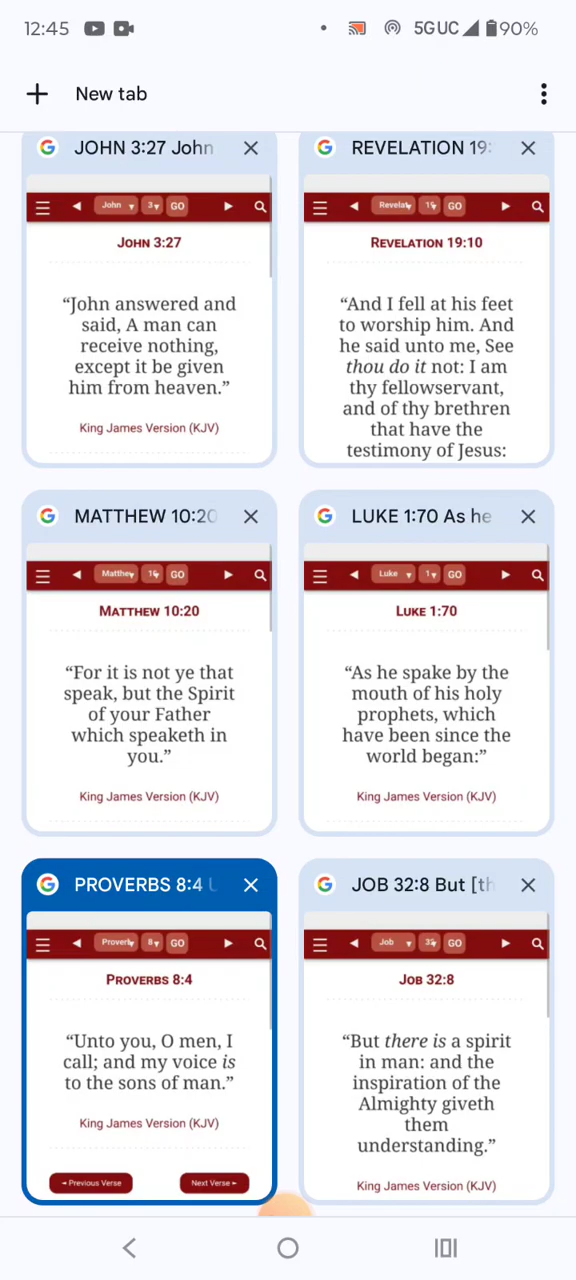 12:45 5GUC 90%
New tab
JOHN 3:27 John
John 3 GO
JOHN 3:27
“John answered and
said, A man can
receive nothing,
except it be given
him from heaven.”
King James Version (KJV)
REVELATION 19:
Revelat GO
REVELATION 19:10
“And I fell at his feet
to worship him. And
he said unto me, See
thou do it not: I am
thy fellowservant,
and of thy brethren
that have the
testimony of Jesus:
MATTHEW 10:20
Matthew GO
MATTHEW 10:20
“For it is not ye that
speak, but the Spirit
of your Father
which speaketh in
you.”
King James Version (KJV)
LUKE 1:70 As he
Luke 1 GO
LUKE 1:70
“As he spake by the
mouth of his holy
prophets, which
have been since the
world began:”
King James Version (KJV)
PROVERBS 8:4 U
Proverb 8 GO
PROVERBS 8:4
“Unto you, O men, I
call; and my voice is
to the sons of man.”
King James Version (KJV)
Previous Verse Next Verse
JOB 32:8 But [th
Job 32 GO
JOB 32:8
“But there is a spirit
in man: and the
inspiration of the
Almighty giveth
them
understanding.”
King James Version (KJV)